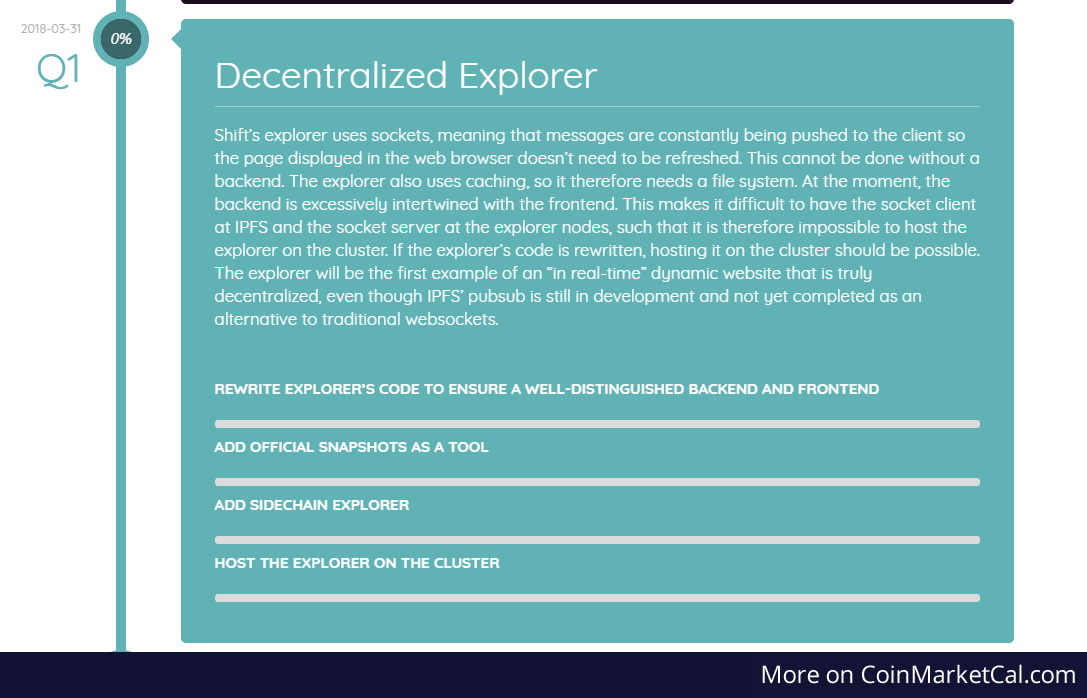 2018-03-31
0%
Q1
Decentralized Explorer
Shift's explorer uses sockets, meaning that messages are constantly being pushed to the client so
the page displayed in the web browser doesn't need to be refreshed. This cannot be done without a
backend. The explorer also uses caching, so it therefore needs a file system. At the moment, the
backend is excessively intertwined with the frontend. This makes it difficult to have the socket client
at IPFS and the socket server at the explorer nodes, such that it is therefore impossible to host the
explorer on the cluster. If the explorer's code is rewritten, hosting it on the cluster should be possible.
The explorer will be the first example of an “in real-time” dynamic website that is truly
decentralized, even though IPFS' pubsub is still in development and not yet completed as an
alternative to traditional websockets.
REWRITE EXPLORER'S CODE TO ENSURE A WELL-DISTINGUISHED BACKEND AND FRONTEND
ADD OFFICIAL SNAPSHOTS AS A TOOL
ADD SIDECHAIN EXPLORER
HOST THE EXPLORER ON THE CLUSTER
More on CoinMarketCal.com